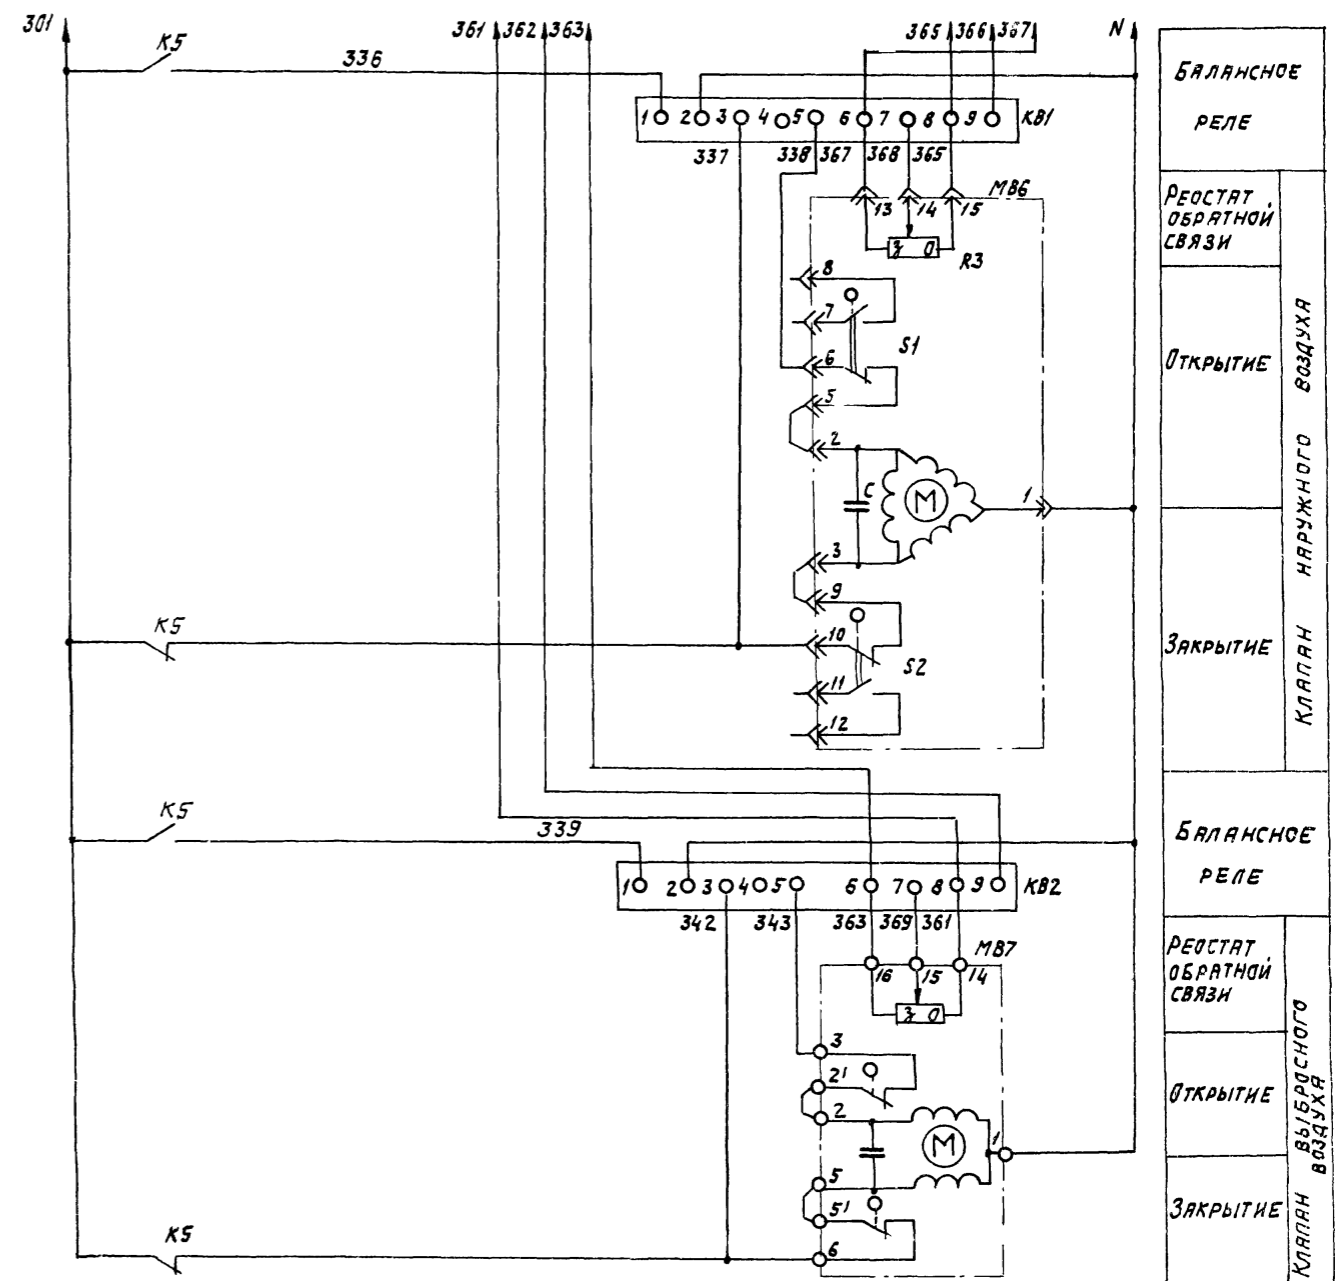 301 361 362 363 365 366 367 N
K5 336
1 2 3 4 5 6 7 8 9 КВ1
337 338 367 368 365
МВ6
13 14 15
З О
R3
8
7
S1
6
5
2
С М 1
3
9
K5
10
S2
11
12
K5 339
1 2 3 4 5 6 7 8 9 КВ2
342 343 363 369 361
МВ7
16 15 14
З О
3
2'
2
М 1
5
5'
K5
6
БАЛАНСНОЕ
РЕЛЕ
РЕОСТАТ
ОБРАТНОЙ
СВЯЗИ
ОТКРЫТИЕ
ЗАКРЫТИЕ
КЛАПАН НАРУЖНОГО ВОЗДУХА
БАЛАНСНОЕ
РЕЛЕ
РЕОСТАТ
ОБРАТНОЙ
СВЯЗИ
ОТКРЫТИЕ
ЗАКРЫТИЕ
КЛАПАН ВЫБРОСНОГО
ВОЗДУХА